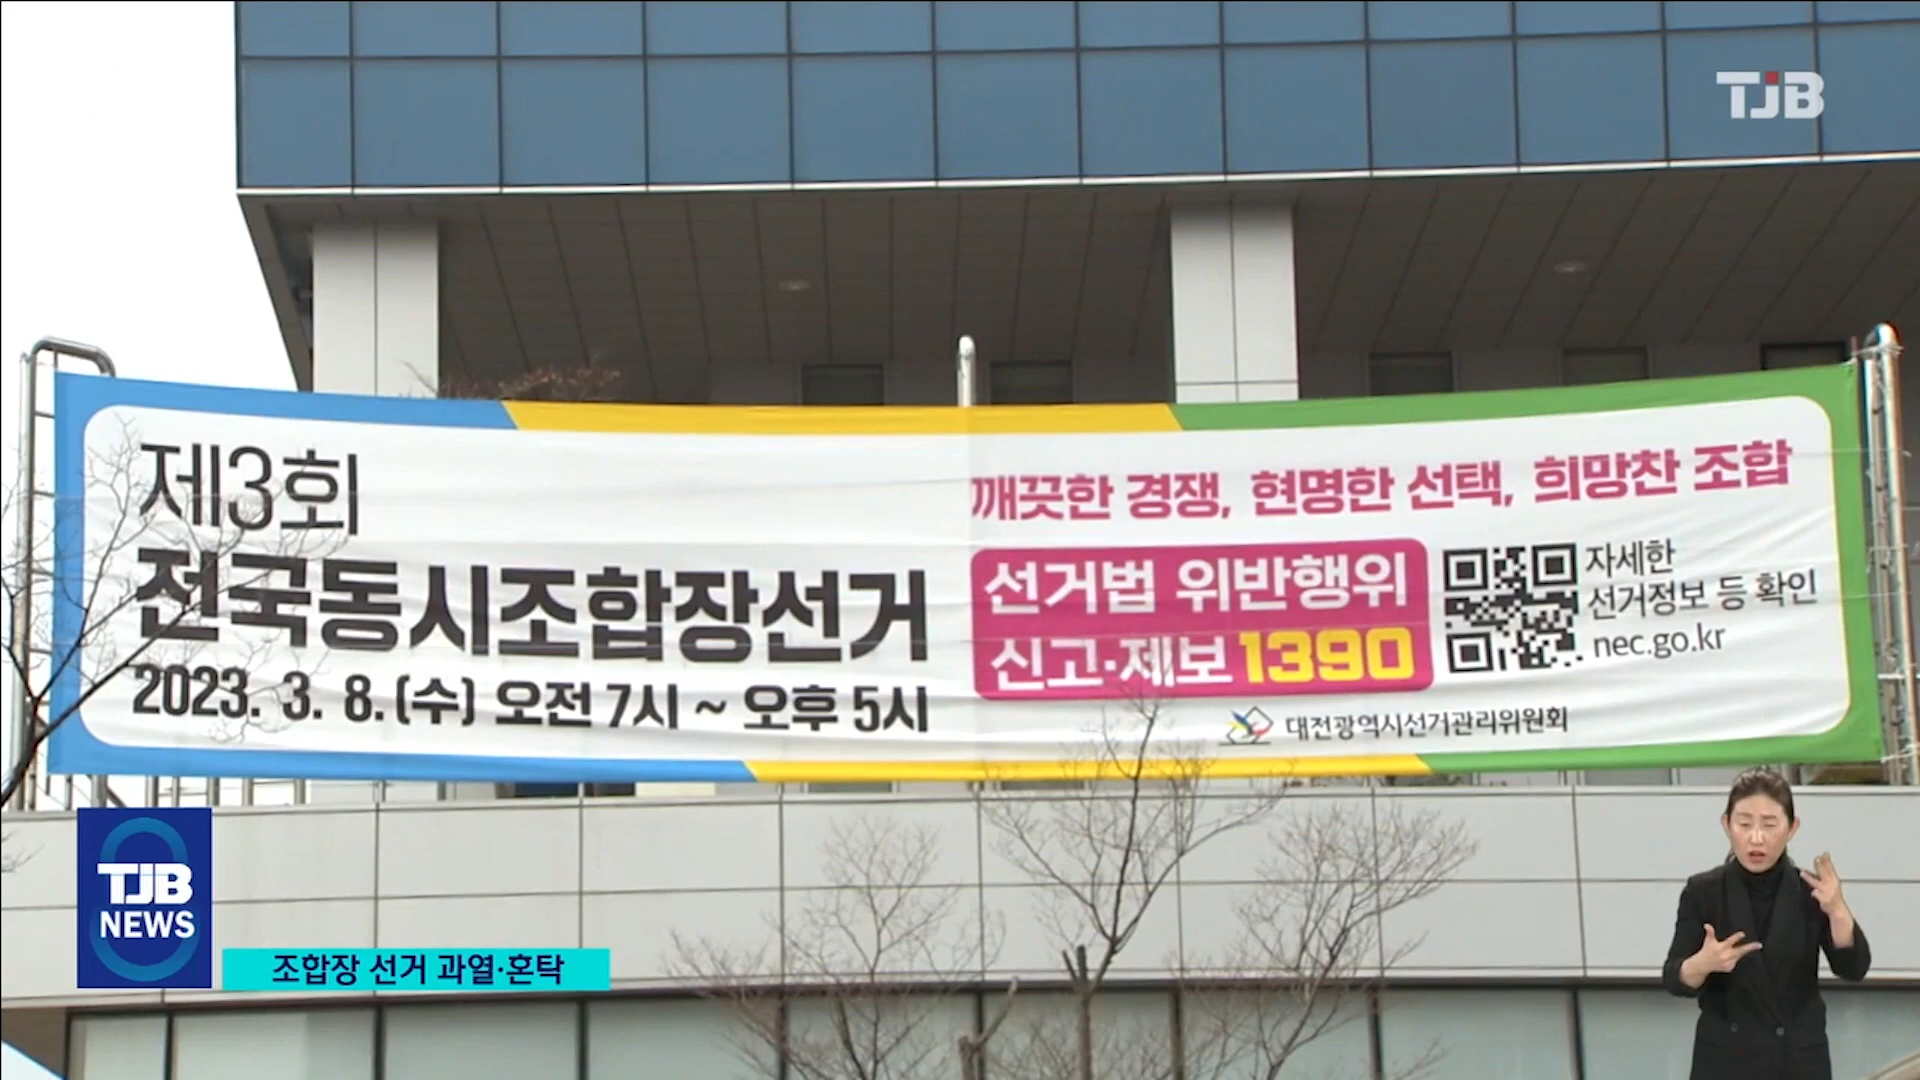 TJB
제3회
전국동시조합장선거
2023. 3. 8.(수) 오전 7시 ~ 오후 5시
깨끗한 경쟁, 현명한 선택, 희망찬 조합
선거법 위반행위
신고·제보 1390
자세한
선거정보 등 확인
nec.go.kr
대전광역시선거관리위원회
TJB
NEWS
조합장 선거 과열·혼탁